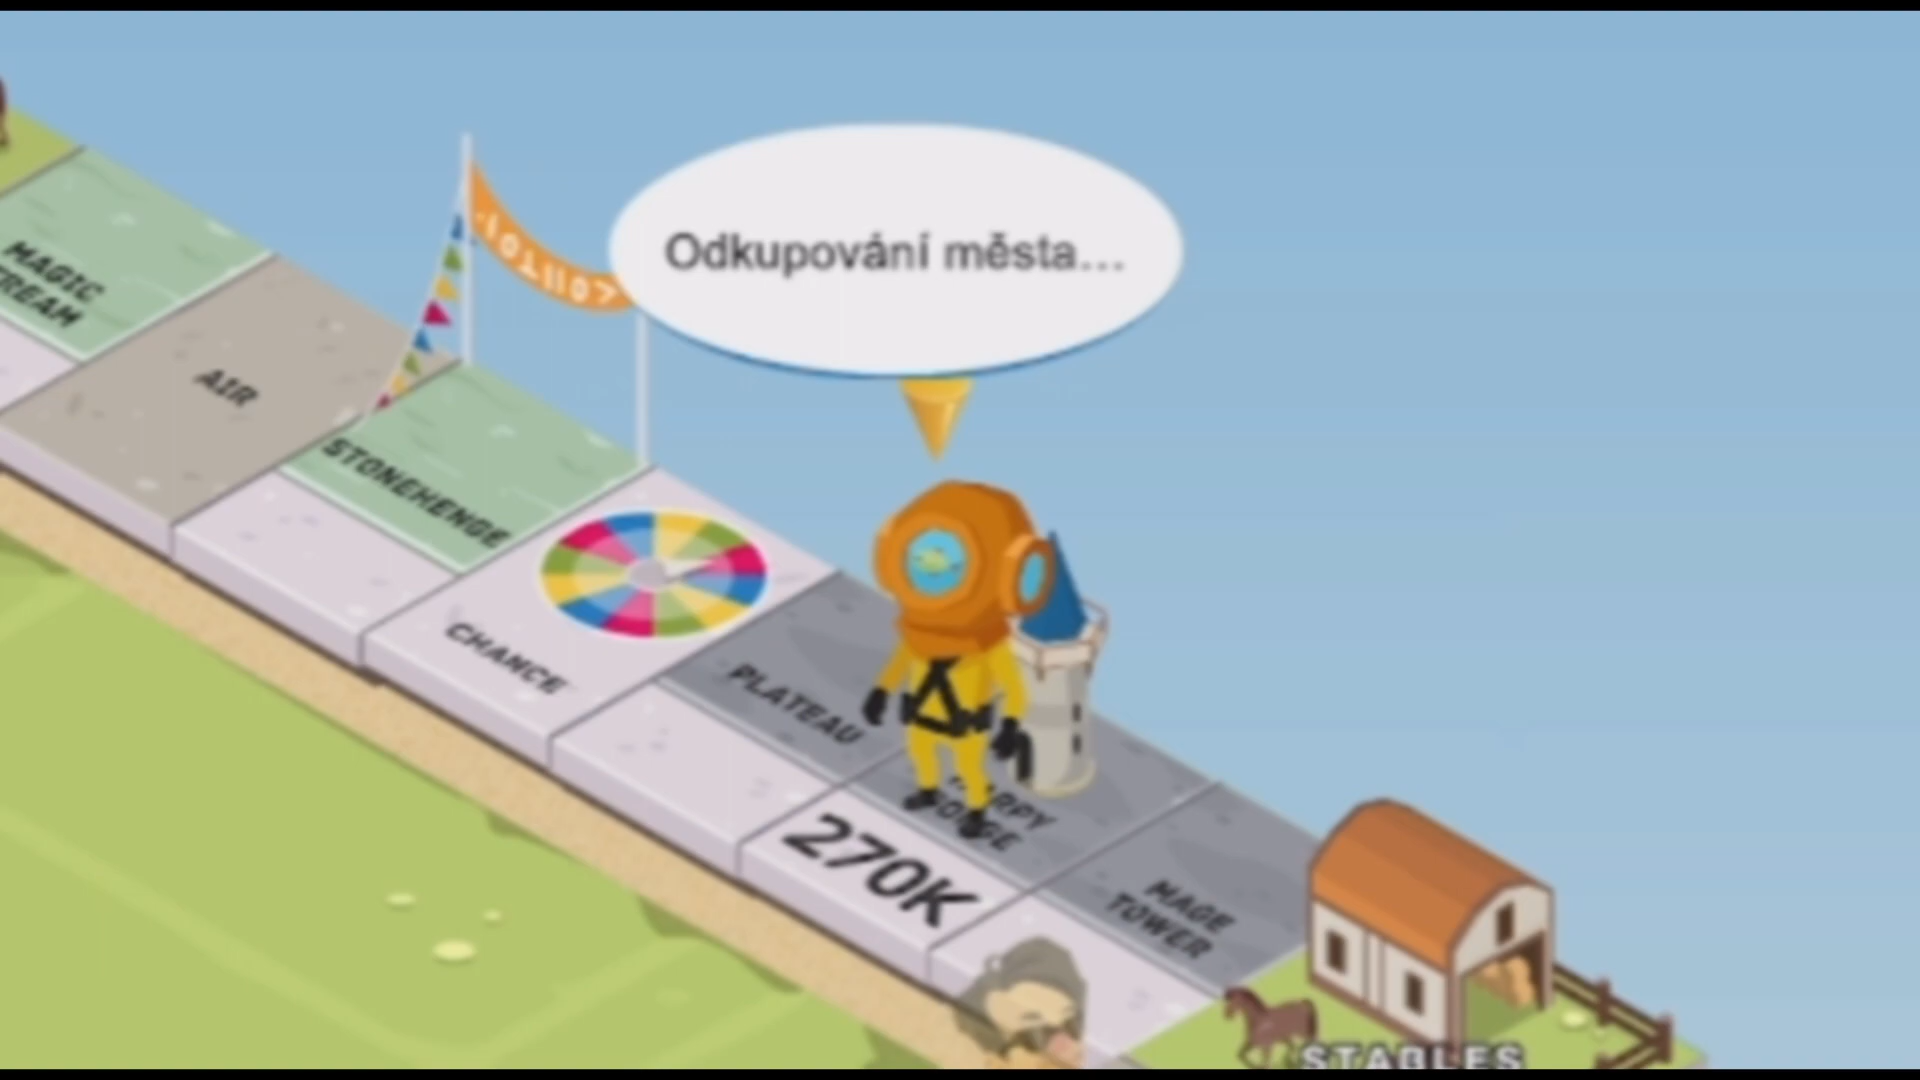 Odkupování města...
MAGIC
AIR
STONEHENGE
CHANCE
PLATEAU
270K
MAGE
TOWER
STABLES